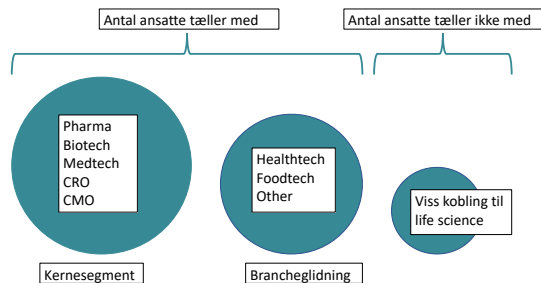 Antal ansatte tæller med
Antal ansatte tæller ikke med
Pharma
Biotech
Medtech
CRO
CMO
Healthtech
Foodtech
Other
Viss kobling til
life science
Kernesegment
Brancheglidning